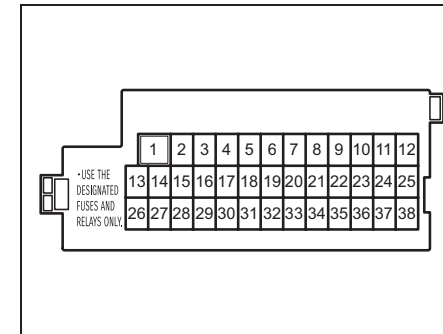 1 2 3 4 5 6 7 8 9 10 11 12
13 14 15 16 17 18 19 20 21 22 23 24 25
26 27 28 29 30 31 32 33 34 35 36 37 38
•USE THE
DESIGNATED
FUSES AND
RELAYS ONLY.